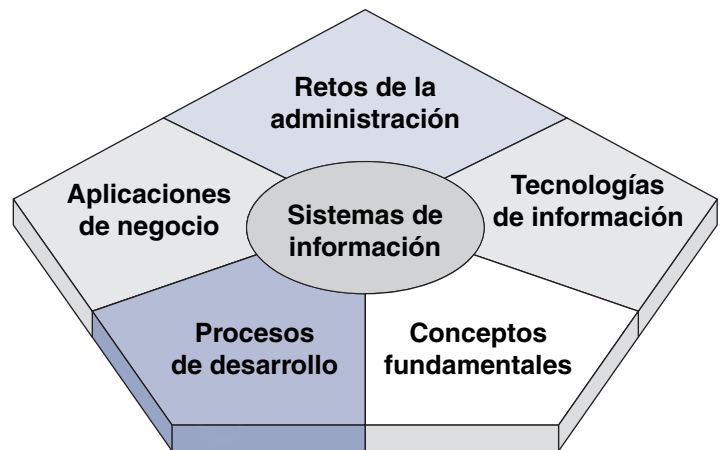 Retos de la
administración
Aplicaciones
de negocio
Sistemas de
información
Tecnologías
de información
Procesos
de desarrollo
Conceptos
fundamentales